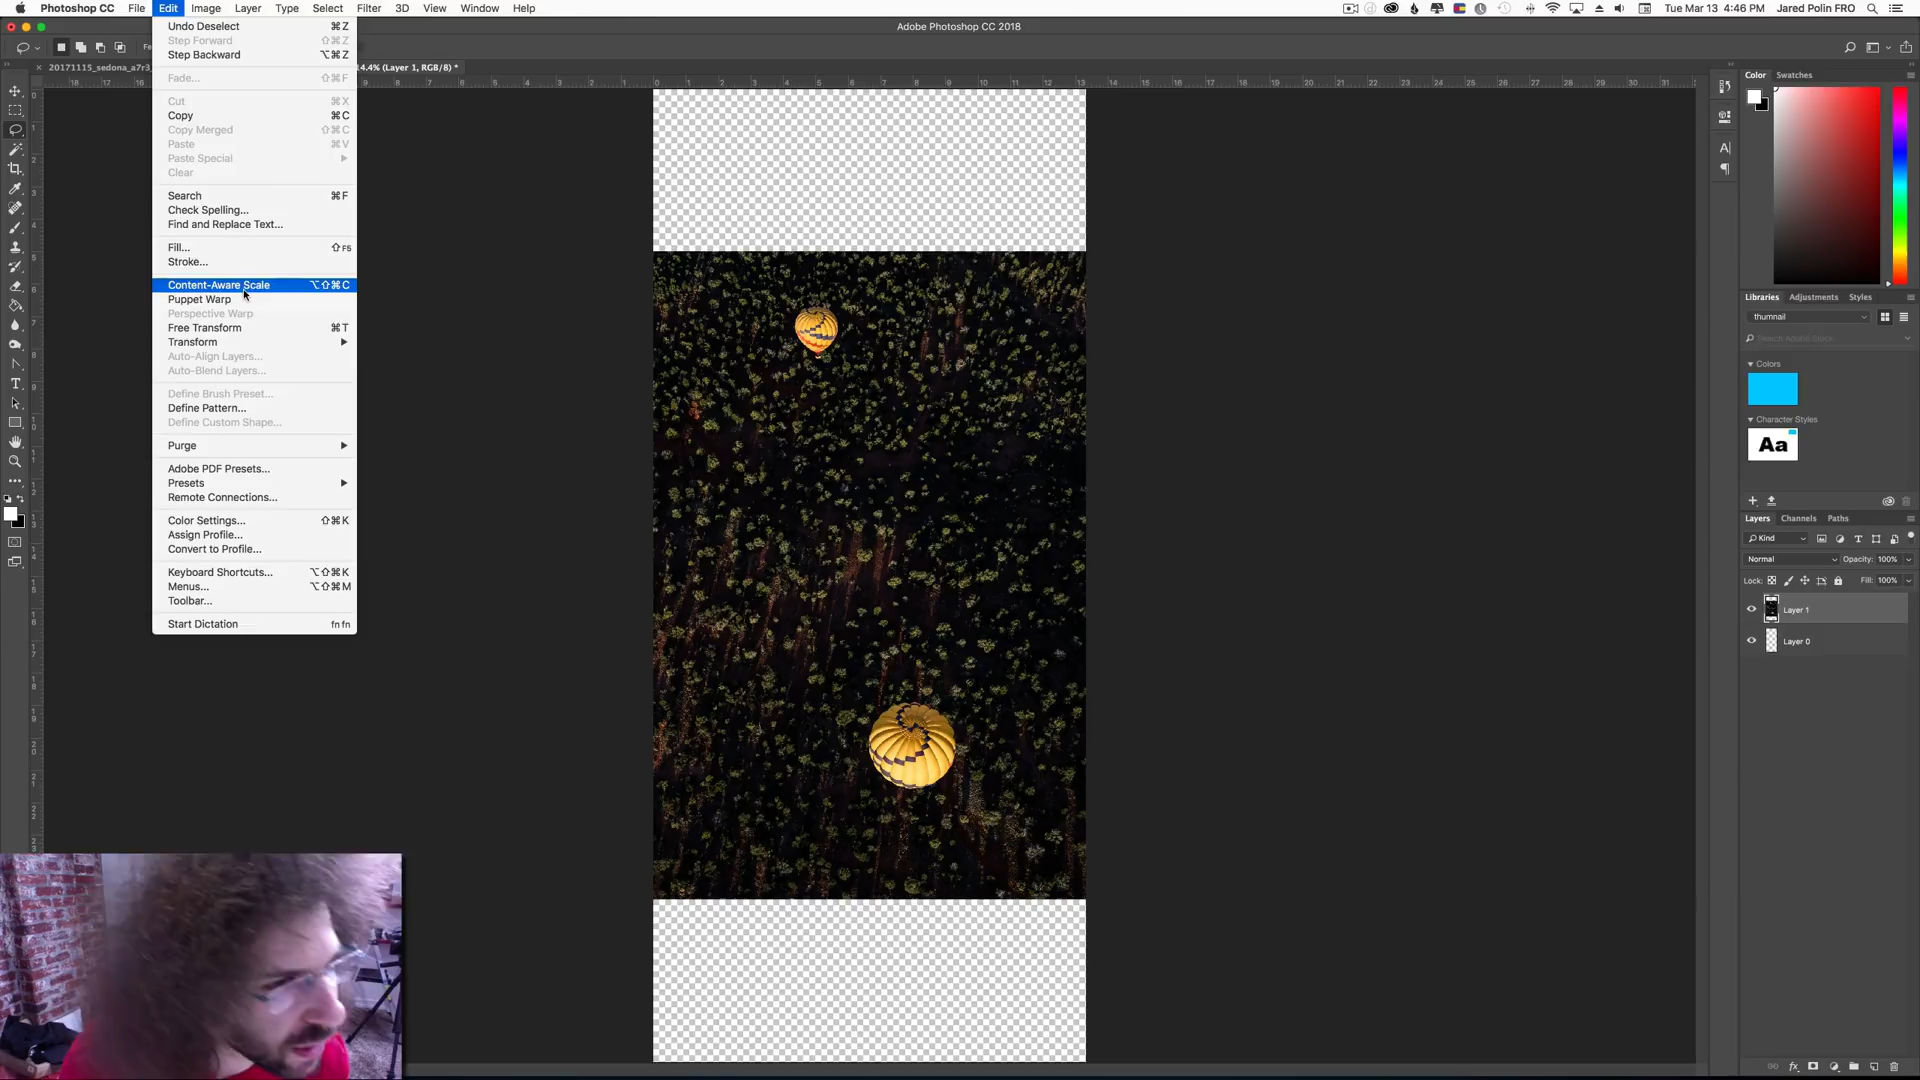 Photoshop CC File Edit Image Layer Type Select Filter 3D View Window Help
Tue Mar 13 4:46 PM Jared Polin FRO
Adobe Photoshop CC 2018
20171115_sedona_a7r3_ 4.4% (Layer 1, RGB/8) *
Undo Deselect ⌘Z
Step Forward ⇧⌘Z
Step Backward ⌥⌘Z
Fade... ⇧⌘F
Cut ⌘X
Copy ⌘C
Copy Merged ⇧⌘C
Paste ⌘V
Paste Special
Clear
Search ⌘F
Check Spelling...
Find and Replace Text...
Fill... ⇧F5
Stroke...
Content-Aware Scale ⌥⇧⌘C
Puppet Warp
Perspective Warp
Free Transform ⌘T
Transform
Auto-Align Layers...
Auto-Blend Layers...
Define Brush Preset...
Define Pattern...
Define Custom Shape...
Purge
Adobe PDF Presets...
Presets
Remote Connections...
Color Settings... ⇧⌘K
Assign Profile...
Convert to Profile...
Keyboard Shortcuts... ⌥⇧⌘K
Menus... ⌥⇧⌘M
Toolbar...
Start Dictation fn fn
Color Swatches
Libraries Adjustments Styles
thumnail
Search Adobe Stock
Colors
Character Styles
Aa
Layers Channels Paths
Kind
Normal Opacity: 100%
Lock: Fill: 100%
Layer 1
Layer 0